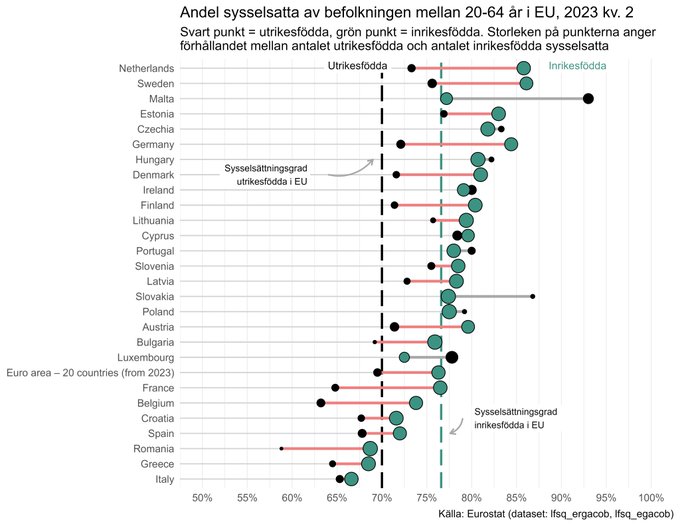 Andel sysselsatta av befolkningen mellan 20-64 år i EU, 2023 kv. 2
Svart punkt = utrikesfödda, grön punkt = inrikesfödda. Storleken på punkterna anger
förhållandet mellan antalet utrikesfödda och antalet inrikesfödda sysselsatta
Utrikesfödda
Inrikesfödda
Netherlands
Sweden
Malta
Estonia
Czechia
Germany
Hungary
Sysselsättningsgrad
utrikesfödda i EU
Denmark
Ireland
Finland
Lithuania
Cyprus
Portugal
Slovenia
Latvia
Slovakia
Poland
Austria
Bulgaria
Luxembourg
Euro area – 20 countries (from 2023)
France
Belgium
Sysselsättningsgrad
inrikesfödda i EU
Croatia
Spain
Romania
Greece
Italy
50% 55% 60% 65% 70% 75% 80% 85% 90% 95% 100%
Källa: Eurostat (dataset: lfsq_ergacob, lfsq_egacob)